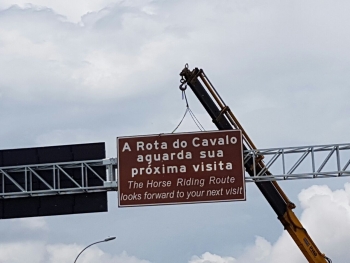 A Rota do Cavalo
aguarda sua
próxima visita
The Horse Riding Route
looks forward to your next visit